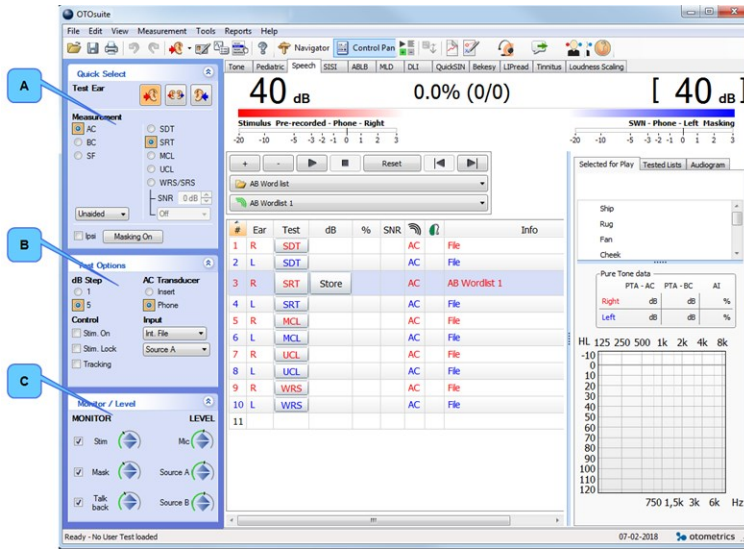 OTOsuite
File Edit View Measurement Tools Reports Help
Navigator Control Pan
A
Quick Select
Test Ear
Measurement
AC SDT
BC SRT
SF MCL
UCL
WRS/SRS
SNR 0 dB
Unaided Off
Ipsi Masking On
B
Test Options
dB Step AC Transducer
1 Insert
5 Phone
Control Input
Stim. On Int. File
Stim. Lock Source A
Tracking
C
Monitor / Level
MONITOR LEVEL
Stim Mic
Mask Source A
Talk back Source B
Tone Pediatric Speech SISI ABLB MLD DLI QuickSIN Bekesy LIPread Tinnitus Loudness Scaling
40 dB 0.0% (0/0) [ 40 dB ]
Stimulus Pre-recorded - Phone - Right SWN - Phone - Left Masking
-20 -10 -5 -3 -2 -1 0 1 2 3 -20 -10 -5 -3 -2 -1 0 1 2 3
+ - Reset
AB Word list
AB Wordlist 1
# Ear Test dB % SNR Info
1 R SDT AC File
2 L SDT AC File
3 R SRT Store AC AB Wordlist 1
4 L SRT AC File
5 R MCL AC File
6 L MCL AC File
7 R UCL AC File
8 L UCL AC File
9 R WRS AC File
10 L WRS AC File
11
Selected for Play Tested Lists Audiogram
Ship
Rug
Fan
Cheek
Pure Tone data
PTA - AC PTA - BC AI
Right dB dB %
Left dB dB %
HL 125 250 500 1k 2k 4k 8k
-10
0
10
20
30
40
50
60
70
80
90
100
110
120
750 1,5k 3k 6k Hz
Ready - No User Test loaded 07-02-2018 otometrics